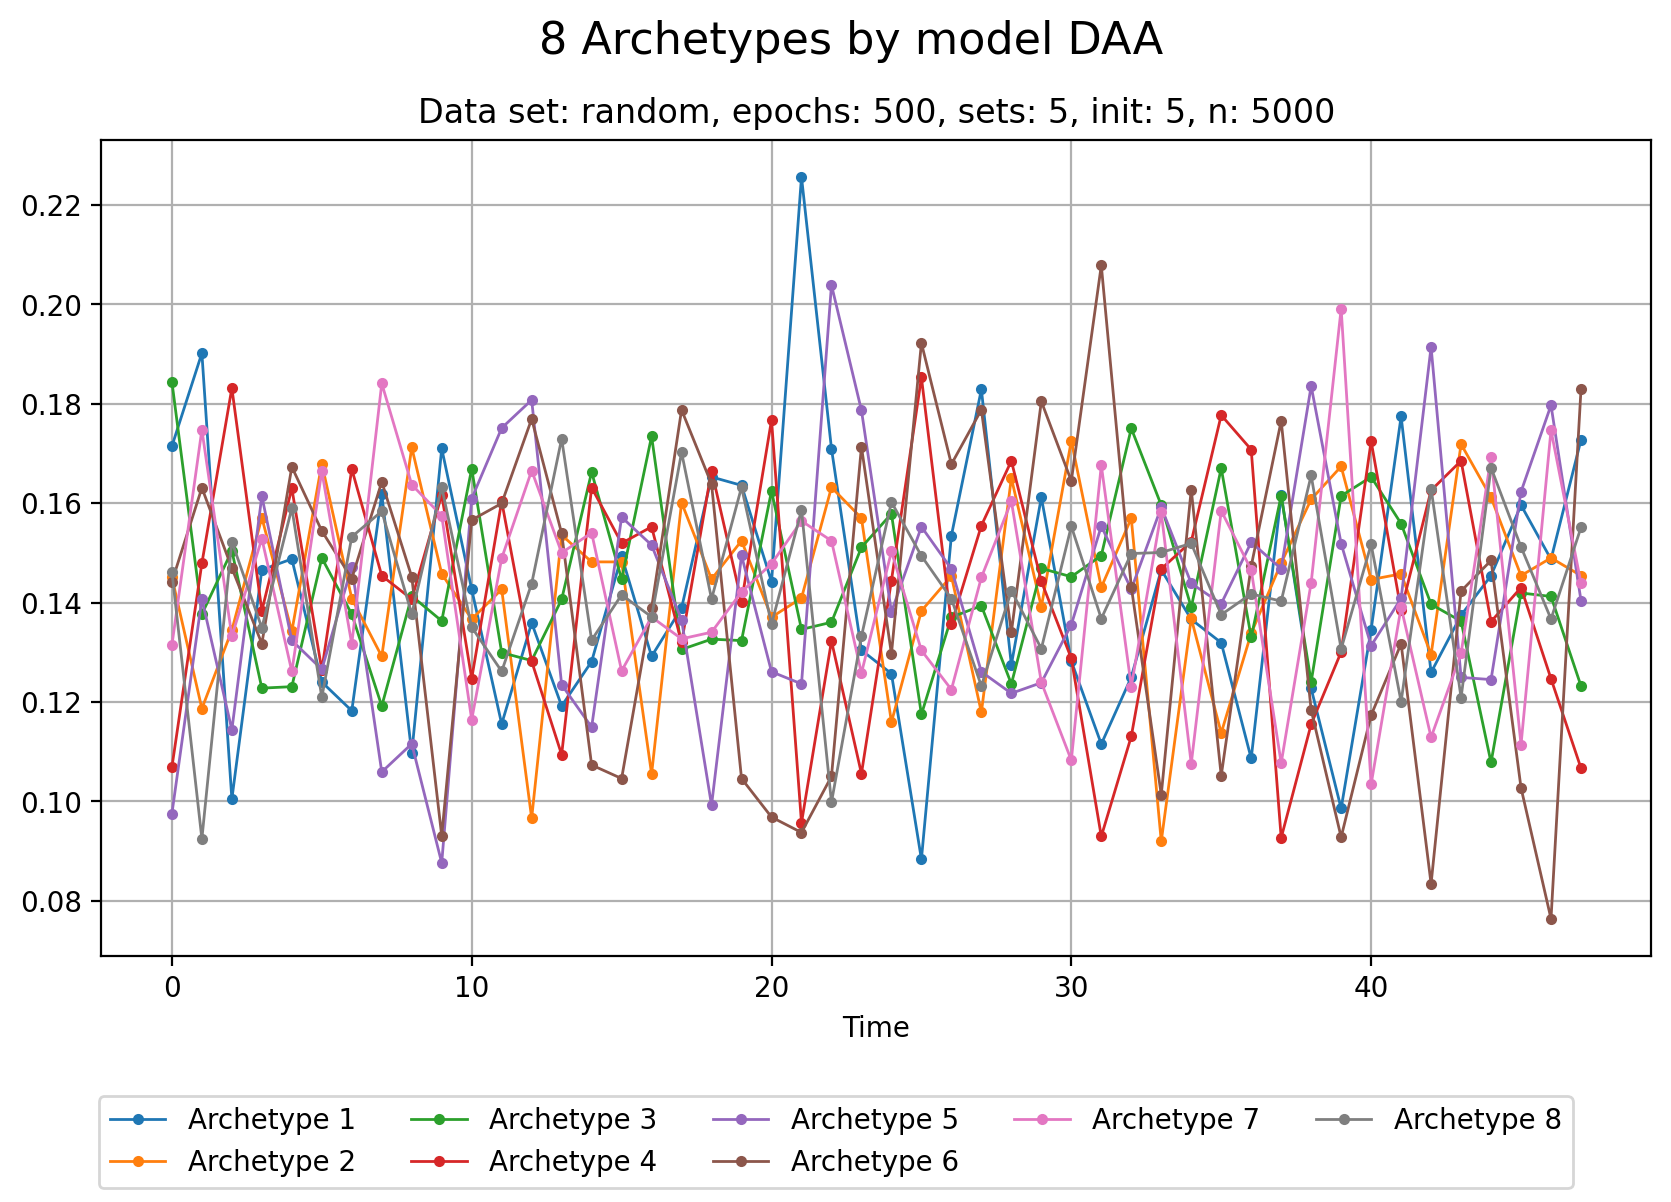 8 Archetypes by model DAA
Data set: random, epochs: 500, sets: 5, init: 5, n: 5000
0.22
0.20
0.18
0.16
0.14
0.12
0.10
0.08
0 10 20 30 40
Time
Archetype 1 Archetype 3 Archetype 5 Archetype 7 Archetype 8
Archetype 2 Archetype 4 Archetype 6